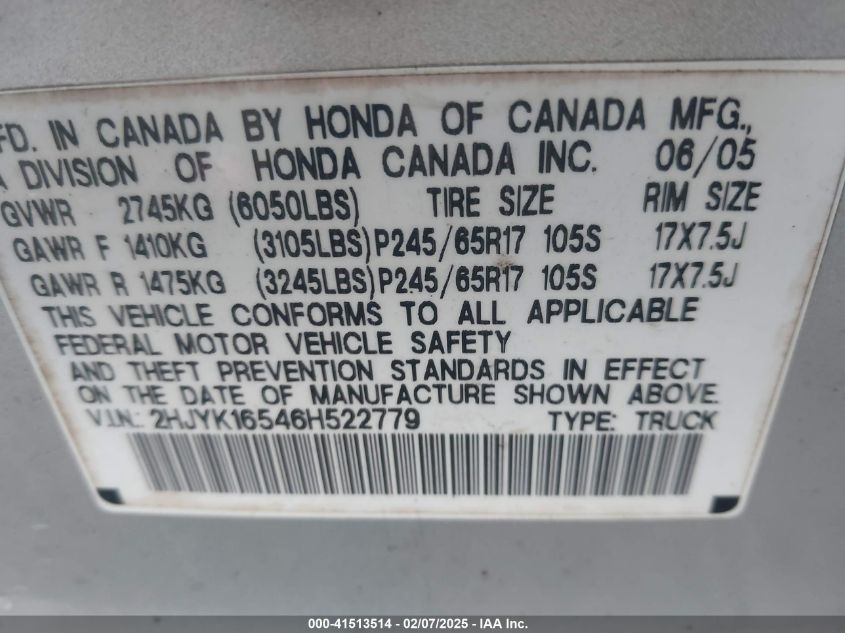 FD. IN CANADA BY HONDA OF CANADA MFG.,
A DIVISION OF HONDA CANADA INC. 06/05
GVWR 2745KG (6050LBS) TIRE SIZE RIM SIZE
GAWR F 1410KG (3105LBS) P245/65R17 105S 17X7.5J
GAWR R 1475KG (3245LBS) P245/65R17 105S 17X7.5J
THIS VEHICLE CONFORMS TO ALL APPLICABLE
FEDERAL MOTOR VEHICLE SAFETY
AND THEFT PREVENTION STANDARDS IN EFFECT
ON THE DATE OF MANUFACTURE SHOWN ABOVE.
V.I.N.: 2HJYK16546H522779 TYPE: TRUCK
000-41513514 - 02/07/2025 - IAA Inc.